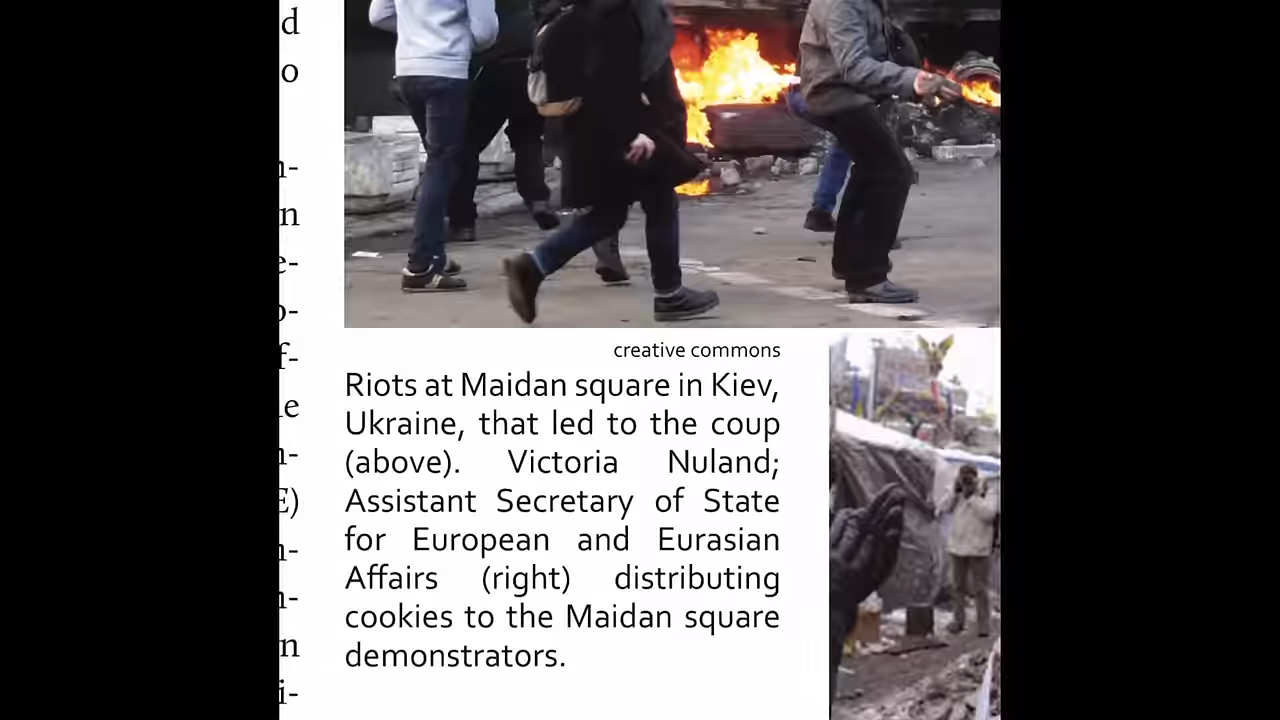 d
o
n-
n
e-
o-
f-
le
n-
E)
n-
n-
n
i-
creative commons
Riots at Maidan square in Kiev,
Ukraine, that led to the coup
(above). Victoria Nuland;
Assistant Secretary of State
for European and Eurasian
Affairs (right) distributing
cookies to the Maidan square
demonstrators.